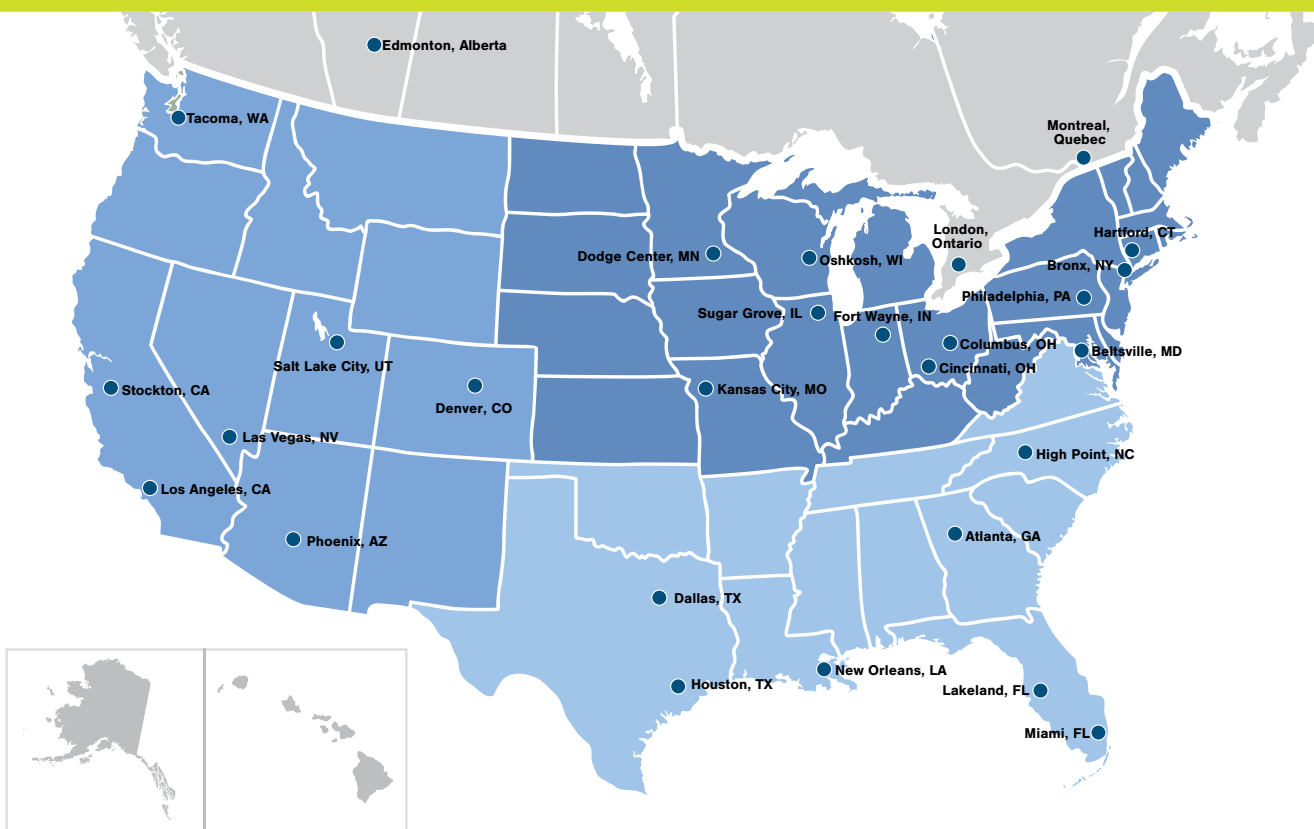 Edmonton, Alberta
Tacoma, WA
Montreal,
Quebec
Hartford, CT
London,
Ontario
Dodge Center, MN
Oshkosh, WI
Bronx, NY
Philadelphia, PA
Sugar Grove, IL
Fort Wayne, IN
Columbus, OH
Beltsville, MD
Salt Lake City, UT
Cincinnati, OH
Stockton, CA
Kansas City, MO
Denver, CO
Las Vegas, NV
High Point, NC
Los Angeles, CA
Atlanta, GA
Phoenix, AZ
Dallas, TX
New Orleans, LA
Houston, TX
Lakeland, FL
Miami, FL